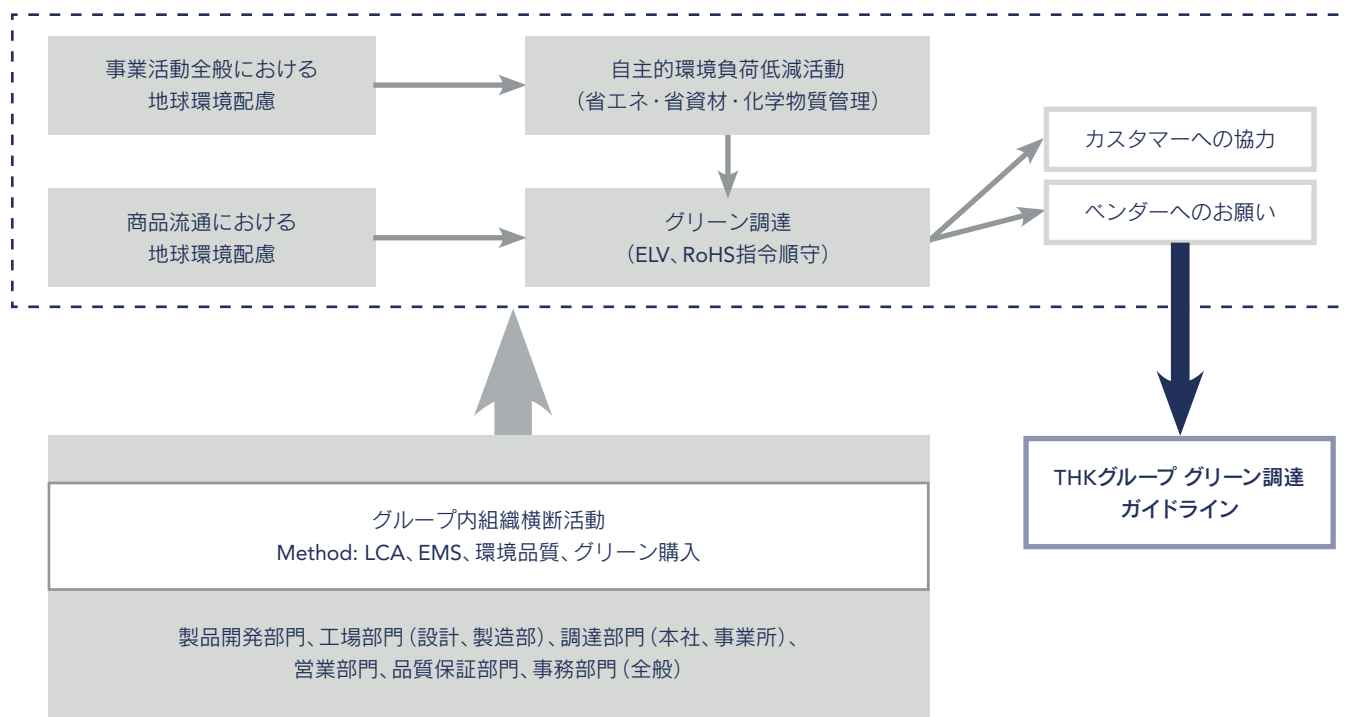 事業活動全般における
地球環境配慮
自主的環境負荷低減活動
（省エネ・省資材・化学物質管理）
商品流通における
地球環境配慮
グリーン調達
（ELV、RoHS指令順守）
カスタマーへの協力
ベンダーへのお願い
THKグループ グリーン調達
ガイドライン
グループ内組織横断活動
Method: LCA、EMS、環境品質、グリーン購入
製品開発部門、工場部門（設計、製造部）、調達部門（本社、事業所）、
営業部門、品質保証部門、事務部門（全般）